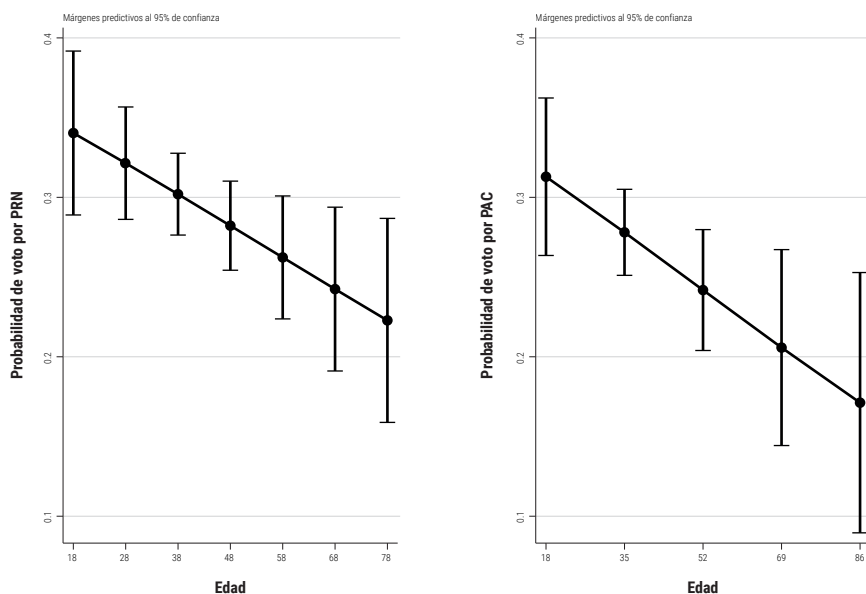 Márgenes predictivos al 95% de confianza
0.4
0.3
0.2
0.1
Probabilidad de voto por PRN
18 28 38 48 58 68 78
Edad
Márgenes predictivos al 95% de confianza
0.4
0.3
0.2
0.1
Probabilidad de voto por PAC
18 35 52 69 86
Edad